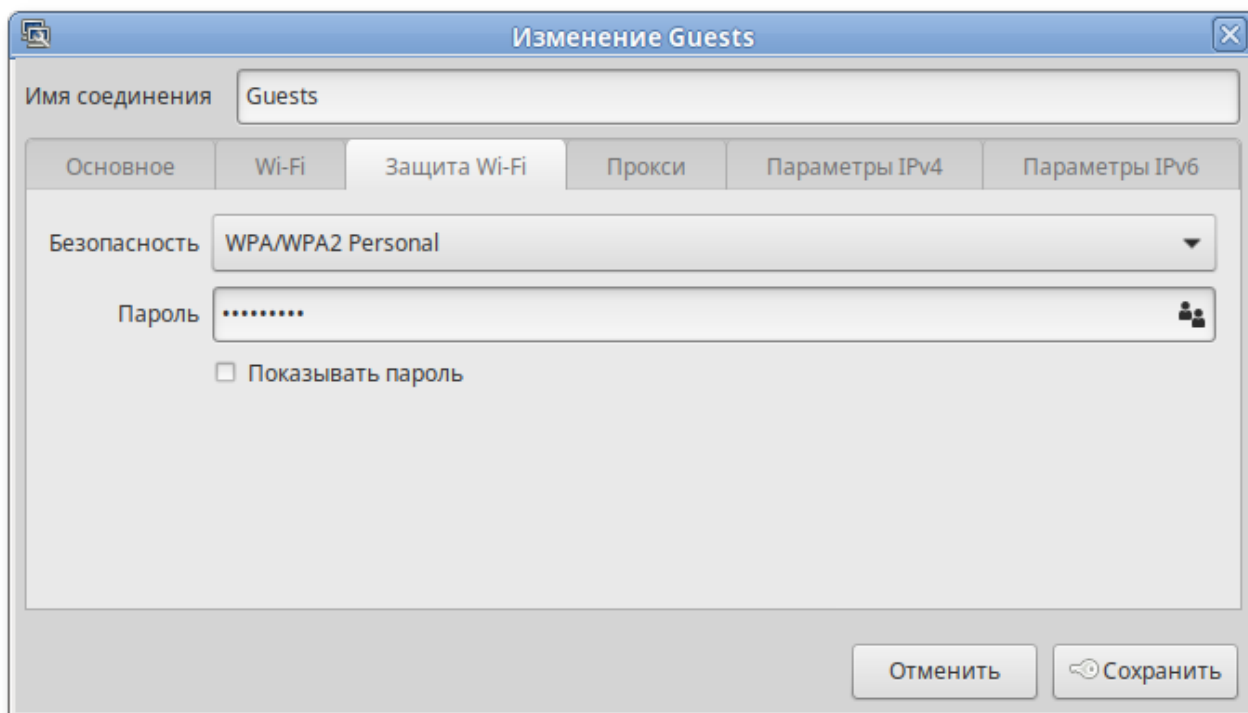 Изменение Guests
Имя соединения Guests
Основное Wi-Fi Защита Wi-Fi Прокси Параметры IPv4 Параметры IPv6
Безопасность WPA/WPA2 Personal
Пароль •••••••••
Показывать пароль
Отменить Сохранить